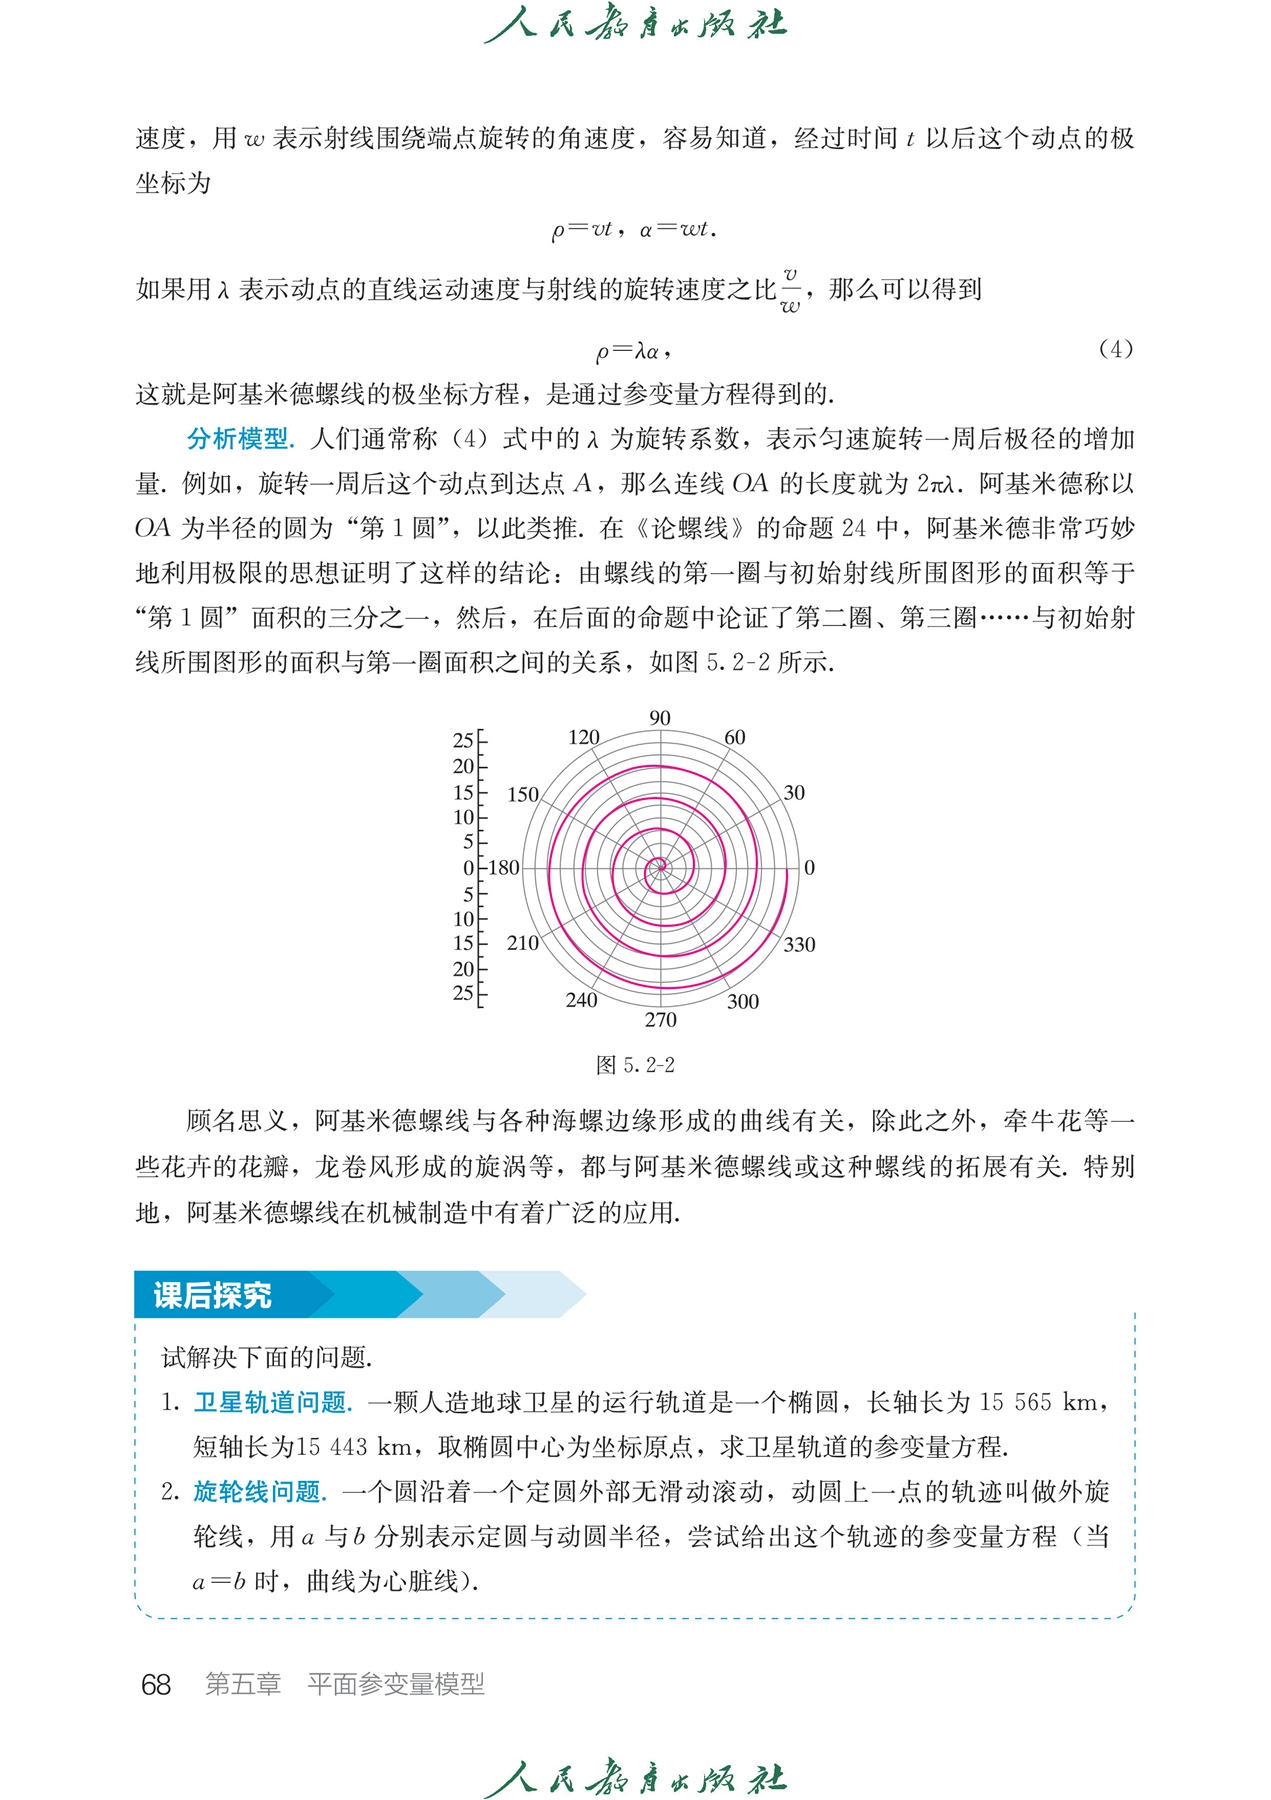 人民教育出版社
速度，用 w 表示射线围绕端点旋转的角速度，容易知道，经过时间 t 以后这个动点的极
坐标为
ρ＝vt，α＝wt.
如果用 λ 表示动点的直线运动速度与射线的旋转速度之比 v/w，那么可以得到
ρ＝λα， （4）
这就是阿基米德螺线的极坐标方程，是通过参变量方程得到的.
分析模型. 人们通常称（4）式中的 λ 为旋转系数，表示匀速旋转一周后极径的增加
量. 例如，旋转一周后这个动点到达点 A，那么连线 OA 的长度就为 2πλ. 阿基米德称以
OA 为半径的圆为“第 1 圆”，以此类推. 在《论螺线》的命题 24 中，阿基米德非常巧妙
地利用极限的思想证明了这样的结论：由螺线的第一圈与初始射线所围图形的面积等于
“第 1 圆”面积的三分之一，然后，在后面的命题中论证了第二圈、第三圈……与初始射
线所围图形的面积与第一圈面积之间的关系，如图 5.2-2 所示.
90
120 60
25
20
15 150 30
10
5
0 180 0
5
10
15 210 330
20
25 240 300
270
图 5.2-2
顾名思义，阿基米德螺线与各种海螺边缘形成的曲线有关，除此之外，牵牛花等一
些花卉的花瓣，龙卷风形成的旋涡等，都与阿基米德螺线或这种螺线的拓展有关. 特别
地，阿基米德螺线在机械制造中有着广泛的应用.
课后探究
试解决下面的问题.
1. 卫星轨道问题. 一颗人造地球卫星的运行轨道是一个椭圆，长轴长为 15 565 km，
短轴长为15 443 km，取椭圆中心为坐标原点，求卫星轨道的参变量方程.
2. 旋轮线问题. 一个圆沿着一个定圆外部无滑动滚动，动圆上一点的轨迹叫做外旋
轮线，用 a 与 b 分别表示定圆与动圆半径，尝试给出这个轨迹的参变量方程（当
a＝b 时，曲线为心脏线）.
68 第五章 平面参变量模型
人民教育出版社